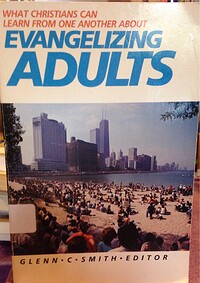 WHAT CHRISTIANS CAN
LEARN FROM ONE ANOTHER ABOUT
EVANGELIZING
ADULTS
GLENN • C • SMITH • EDITOR